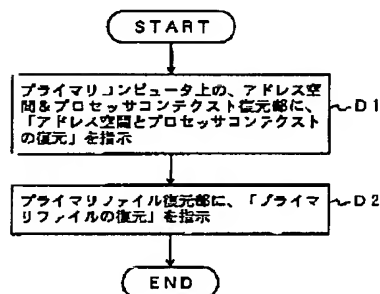 START
プライマリコンピュータ上の、アドレス空
間&プロセッサコンテクスト復元部に、
「アドレス空間とプロセッサコンテクスト
の復元」を指示
D1
プライマリファイル復元部に、「プライマ
リファイルの復元」を指示
D2
END